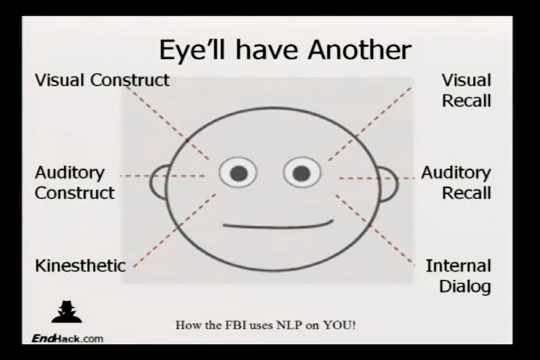 Eye'll have Another
Visual Construct
Visual
Recall
Auditory
Construct
Auditory
Recall
Kinesthetic
Internal
Dialog
How the FBI uses NLP on YOU!
EndHack.com